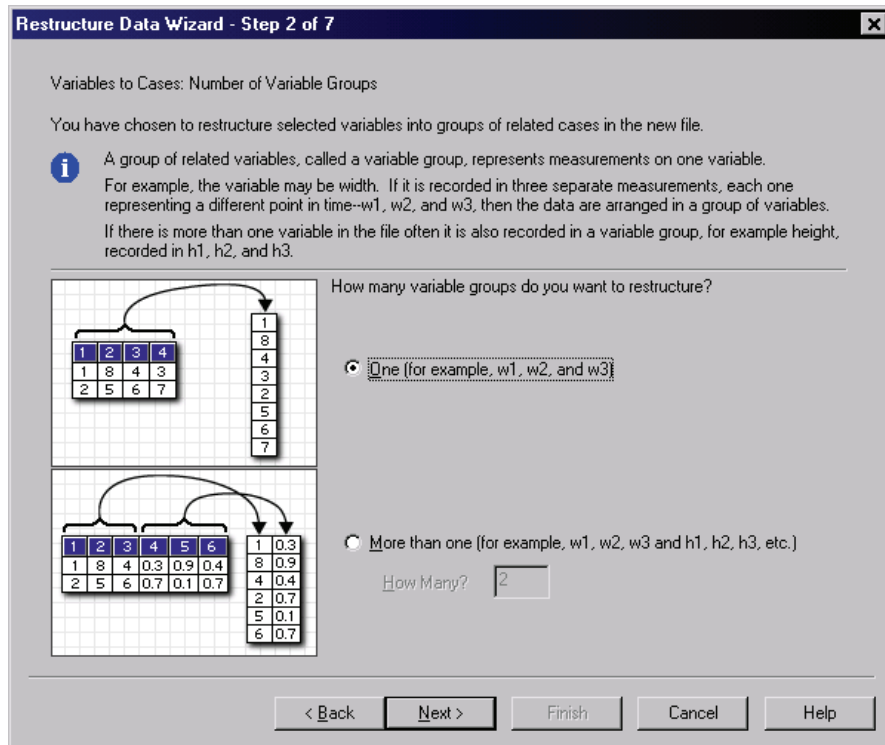 Restructure Data Wizard - Step 2 of 7
Variables to Cases: Number of Variable Groups
You have chosen to restructure selected variables into groups of related cases in the new file.
A group of related variables, called a variable group, represents measurements on one variable.
For example, the variable may be width. If it is recorded in three separate measurements, each one
representing a different point in time--w1, w2, and w3, then the data are arranged in a group of variables.
If there is more than one variable in the file often it is also recorded in a variable group, for example height,
recorded in h1, h2, and h3.
How many variable groups do you want to restructure?
1 2 3 4
1 8 4 3
2 5 6 7
1
8
4
3
2
5
6
7
One (for example, w1, w2, and w3)
1 2 3 4 5 6
1 8 4 0.3 0.9 0.4
2 5 6 0.7 0.1 0.7
1 0.3
8 0.9
4 0.4
2 0.7
5 0.1
6 0.7
More than one (for example, w1, w2, w3 and h1, h2, h3, etc.)
How Many? 2
< Back Next > Finish Cancel Help